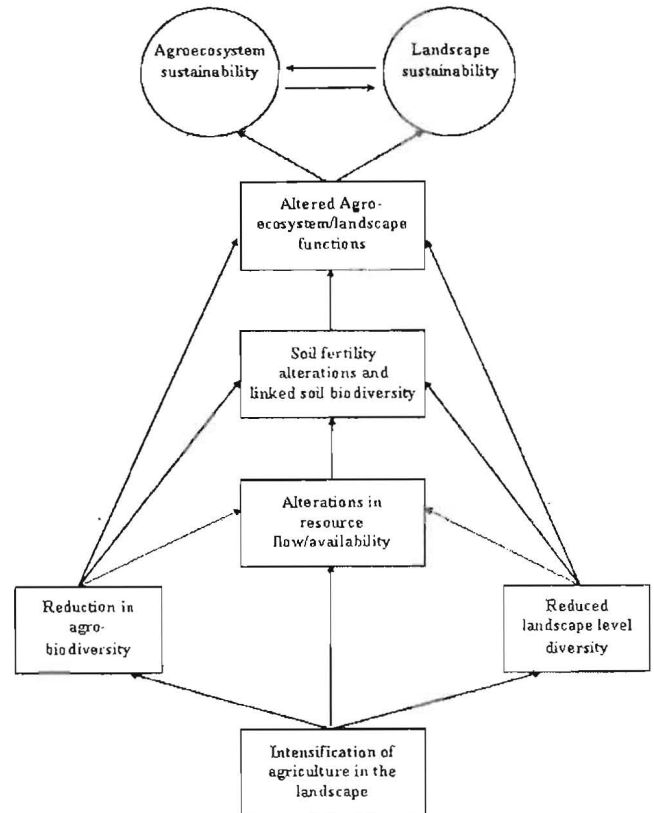 Agroecosystem
sustainability
Landscape
sustainability
Altered Agro-
ecosystem/landscape
functions
Soil fertility
alterations and
linked soil biodiversity
Alterations in
resource
flow/availability
Reduction in
agro-
biodiversity
Reduced
landscape level
diversity
Intensification of
agriculture in the
landscape